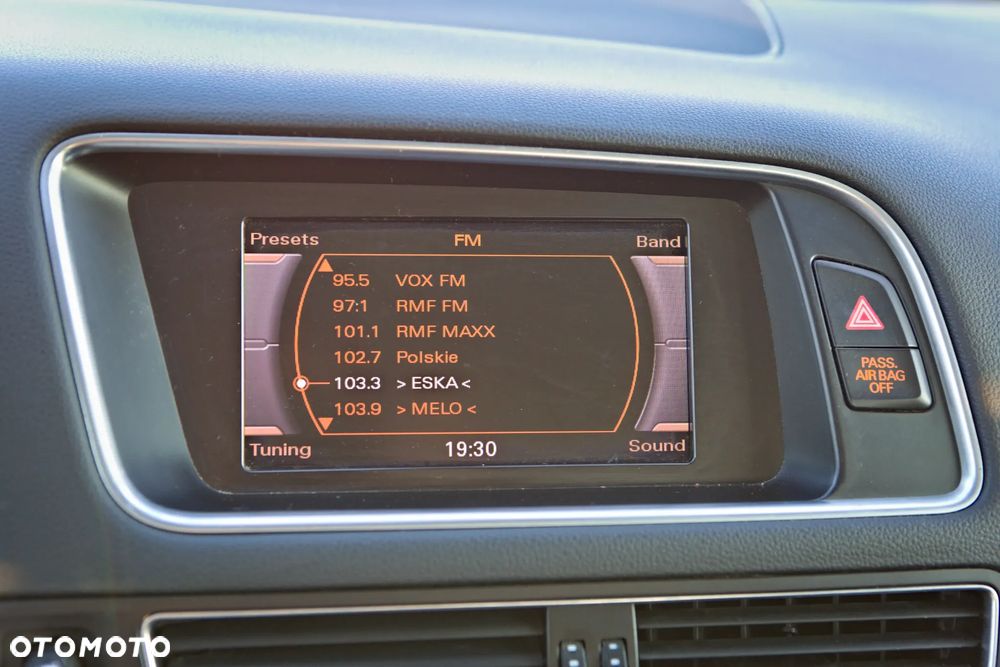 Presets FM Band
95.5 VOX FM
97:1 RMF FM
101.1 RMF MAXX
102.7 Polskie
103.3 > ESKA <
103.9 > MELO <
Tuning 19:30 Sound
PASS.
AIR BAG
OFF
OTOMOTO